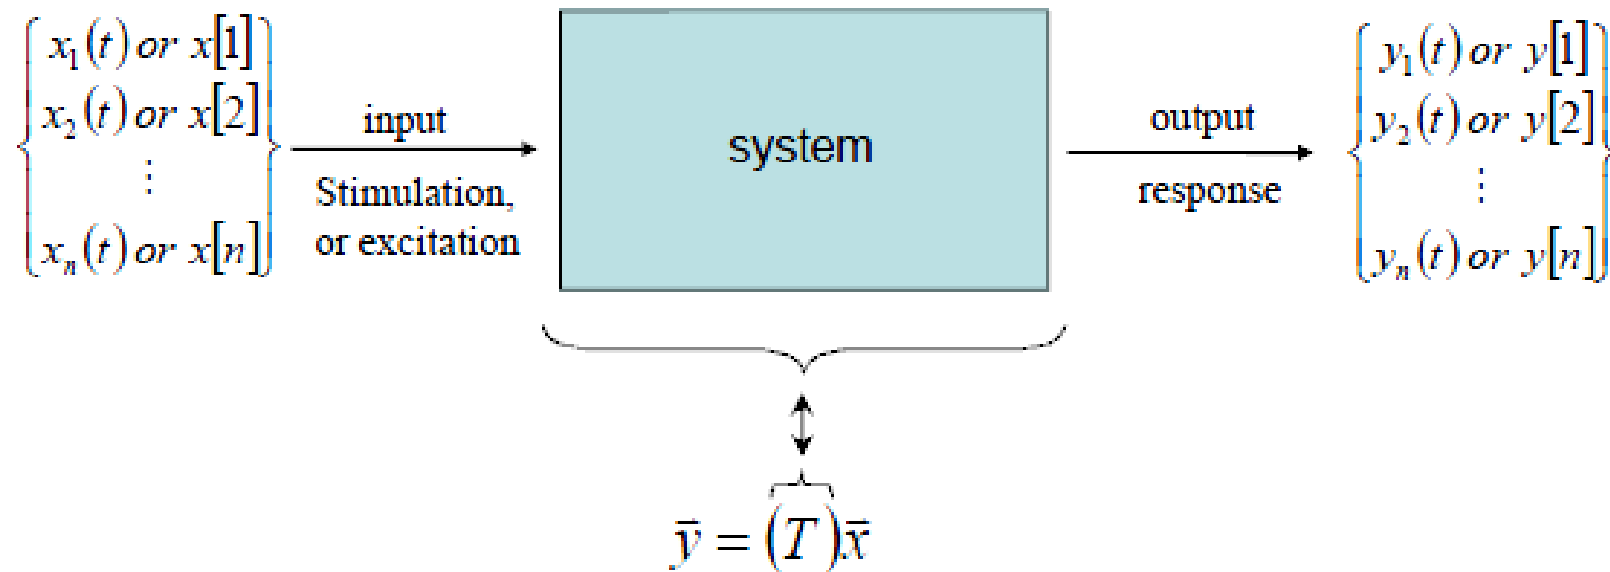 x₁(t) or x[1]
x₂(t) or x[2]
⋮
xₙ(t) or x[n]
input
Stimulation,
or excitation
system
output
response
y₁(t) or y[1]
y₂(t) or y[2]
⋮
yₙ(t) or y[n]
ȳ = (T)x̄